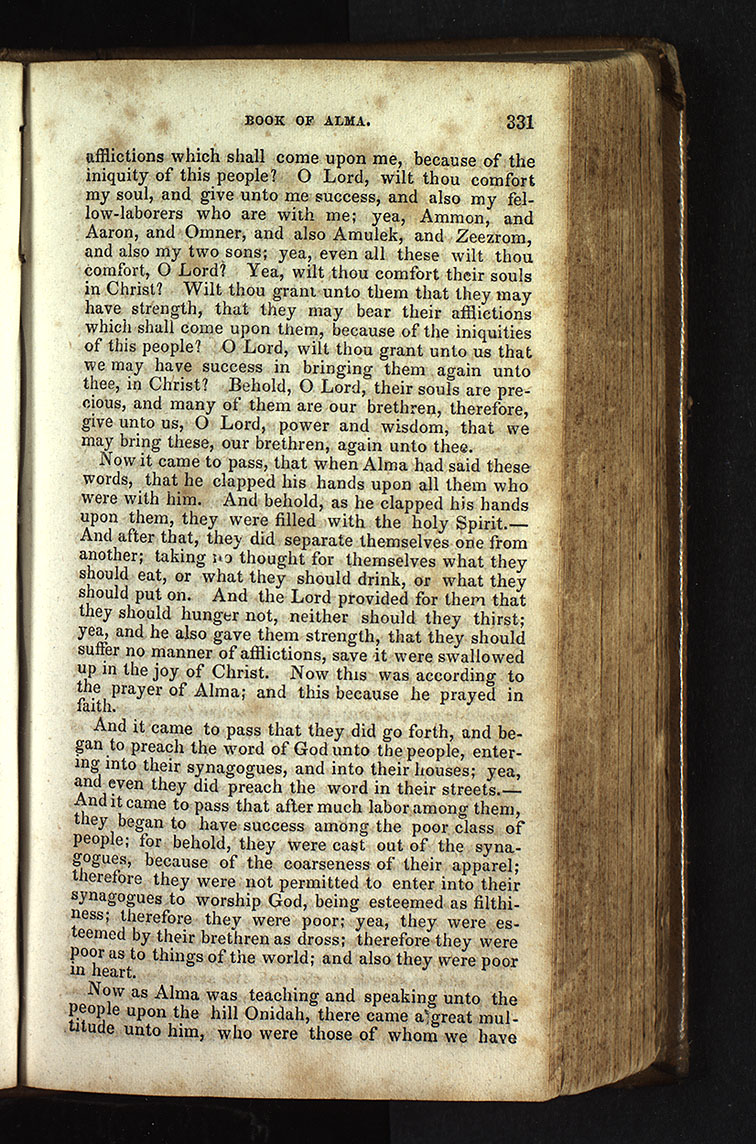 BOOK OF ALMA. 331
afflictions which shall come upon me, because of the
iniquity of this people? O Lord, wilt thou comfort
my soul, and give unto me success, and also my fel-
low-laborers who are with me; yea, Ammon, and
Aaron, and Omner, and also Amulek, and Zeezrom,
and also my two sons; yea, even all these wilt thou
comfort, O Lord? Yea, wilt thou comfort their souls
in Christ? Wilt thou grant unto them that they may
have strength, that they may bear their afflictions
which shall come upon them, because of the iniquities
of this people? O Lord, wilt thou grant unto us that
we may have success in bringing them again unto
thee, in Christ? Behold, O Lord, their souls are pre-
cious, and many of them are our brethren, therefore,
give unto us, O Lord, power and wisdom, that we
may bring these, our brethren, again unto thee.
Now it came to pass, that when Alma had said these
words, that he clapped his hands upon all them who
were with him. And behold, as he clapped his hands
upon them, they were filled with the holy Spirit.—
And after that, they did separate themselves one from
another; taking no thought for themselves what they
should eat, or what they should drink, or what they
should put on. And the Lord provided for them that
they should hunger not, neither should they thirst;
yea, and he also gave them strength, that they should
suffer no manner of afflictions, save it were swallowed
up in the joy of Christ. Now this was according to
the prayer of Alma; and this because he prayed in
faith.
And it came to pass that they did go forth, and be-
gan to preach the word of God unto the people, enter-
ing into their synagogues, and into their houses; yea,
and even they did preach the word in their streets.—
And it came to pass that after much labor among them,
they began to have success among the poor class of
people; for behold, they were cast out of the syna-
gogues, because of the coarseness of their apparel;
therefore they were not permitted to enter into their
synagogues to worship God, being esteemed as filthi-
ness; therefore they were poor; yea, they were es-
teemed by their brethren as dross; therefore they were
poor as to things of the world; and also they were poor
in heart.
Now as Alma was teaching and speaking unto the
people upon the hill Onidah, there came a great mul-
titude unto him, who were those of whom we have